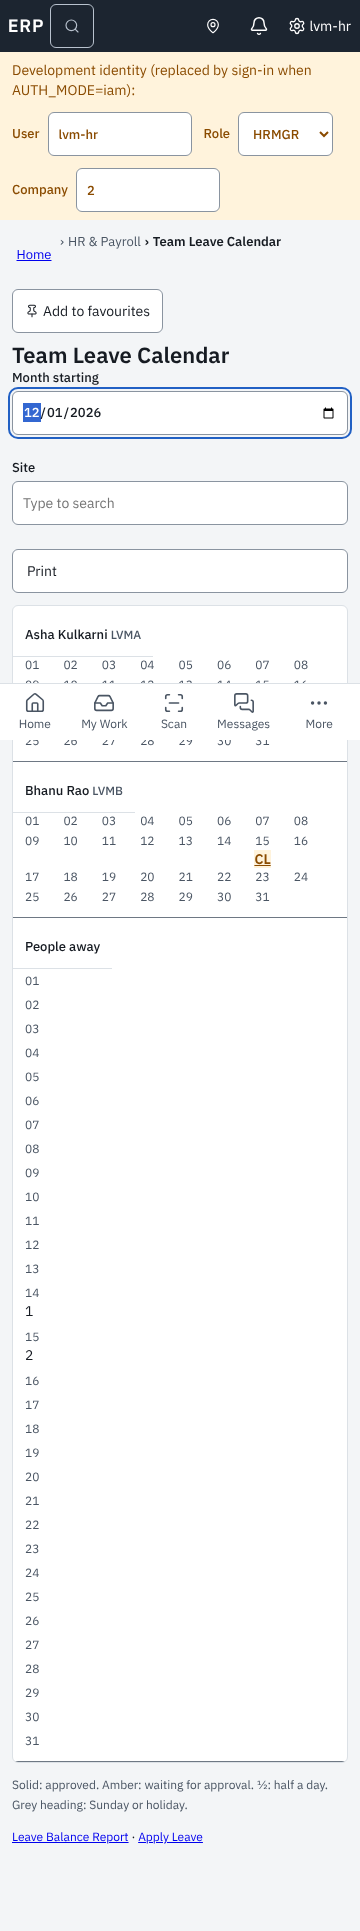 ERP
lvm-hr
Development identity (replaced by sign-in when
AUTH_MODE=iam):
User lvm-hr Role HRMGR
Company 2
Home › HR & Payroll › Team Leave Calendar
Add to favourites
Team Leave Calendar
Month starting
12/01/2026
Site
Type to search
Print
Asha Kulkarni LVMA
01 02 03 04 05 06 07 08
Home My Work Scan Messages More
25 26 27 28 29 30 31
Bhanu Rao LVMB
01 02 03 04 05 06 07 08
09 10 11 12 13 14 15 16
CL
17 18 19 20 21 22 23 24
25 26 27 28 29 30 31
People away
01
02
03
04
05
06
07
08
09
10
11
12
13
14
1
15
2
16
17
18
19
20
21
22
23
24
25
26
27
28
29
30
31
Solid: approved. Amber: waiting for approval. ½: half a day.
Grey heading: Sunday or holiday.
Leave Balance Report · Apply Leave